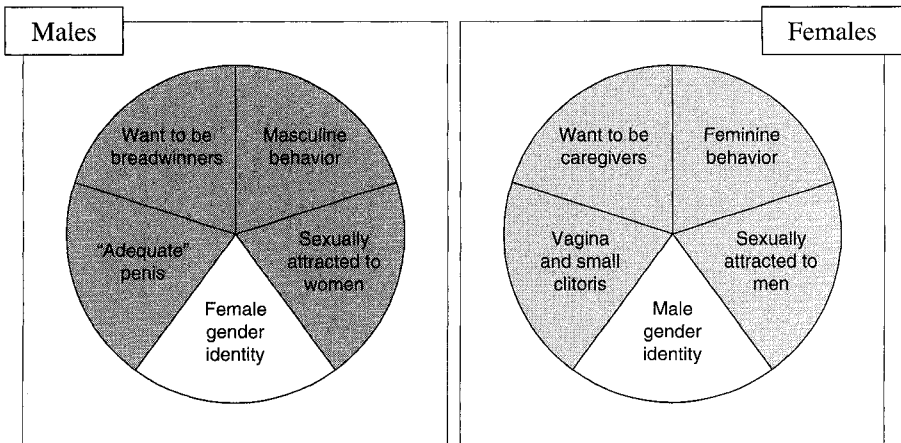 Males
Want to be
breadwinners
Masculine
behavior
"Adequate"
penis
Sexually
attracted to
women
Female
gender
identity
Females
Want to be
caregivers
Feminine
behavior
Vagina
and small
clitoris
Sexually
attracted to
men
Male
gender
identity